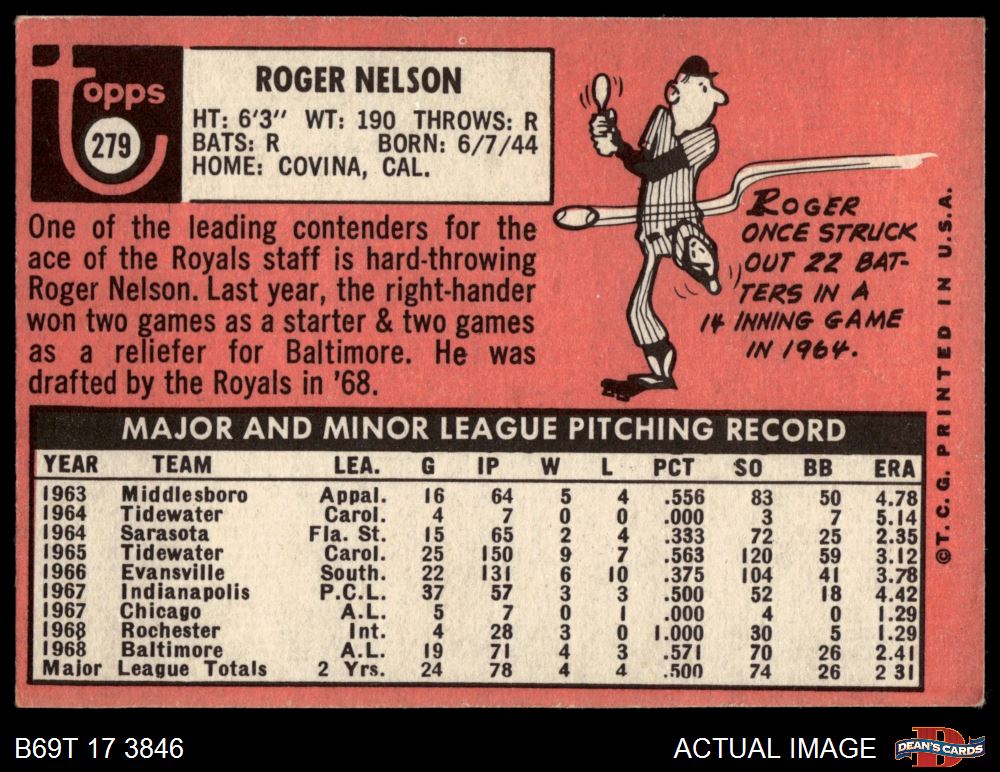 Topps
279
ROGER NELSON
HT: 6'3" WT: 190 THROWS: R
BATS: R BORN: 6/7/44
HOME: COVINA, CAL.
One of the leading contenders for the
ace of the Royals staff is hard-throwing
Roger Nelson. Last year, the right-hander
won two games as a starter & two games
as a reliefer for Baltimore. He was
drafted by the Royals in '68.
ROGER
ONCE STRUCK
OUT 22 BAT-
TERS IN A
14 INNING GAME
IN 1964.
MAJOR AND MINOR LEAGUE PITCHING RECORD
YEAR TEAM LEA. G IP W L PCT SO BB ERA
1963 Middlesboro Appal. 16 64 5 4 .556 83 50 4.78
1964 Tidewater Carol. 4 7 0 0 .000 3 7 5.14
1964 Sarasota Fla. St. 15 65 2 4 .333 72 25 2.35
1965 Tidewater Carol. 25 150 9 7 .563 120 59 3.12
1966 Evansville South. 22 131 6 10 .375 104 41 3.78
1967 Indianapolis P.C.L. 37 57 3 3 .500 52 18 4.42
1967 Chicago A.L. 5 7 0 1 .000 4 0 1.29
1968 Rochester Int. 4 28 3 0 1.000 30 5 1.29
1968 Baltimore A.L. 19 71 4 3 .571 70 26 2.41
Major League Totals 2 Yrs. 24 78 4 4 .500 74 26 2 31
©T. C. G. PRINTED IN U.S.A.
B69T 17 3846
ACTUAL IMAGE
DEAN'S CARDS